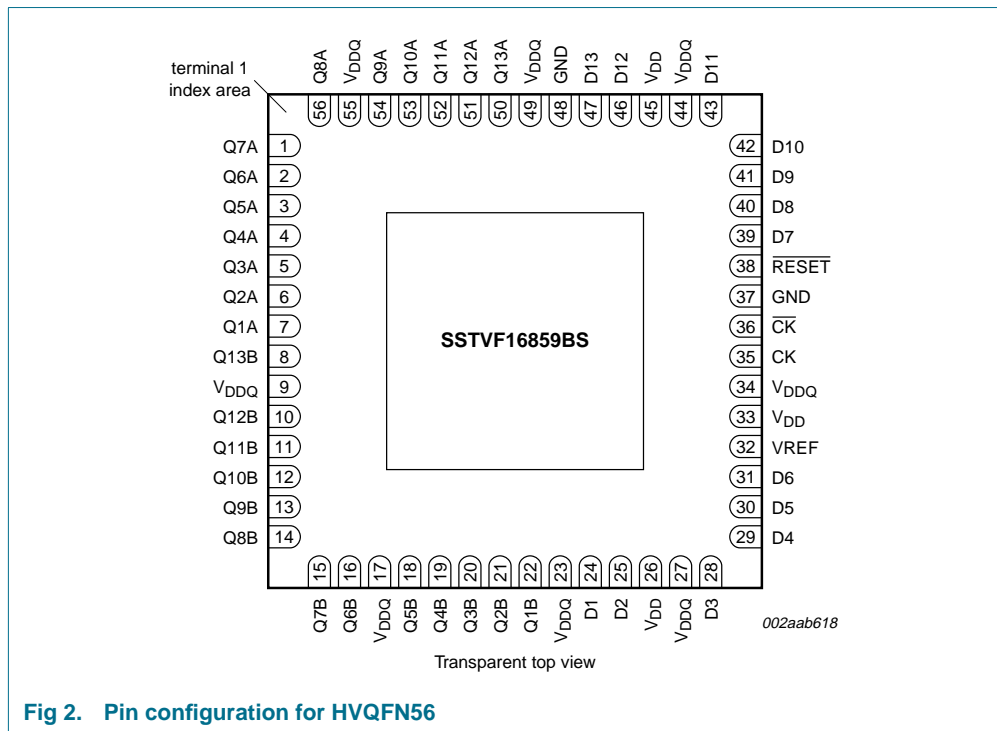 terminal 1
index area
Q8A
VDDQ
Q9A
Q10A
Q11A
Q12A
Q13A
VDDQ
GND
D13
D12
VDD
VDDQ
D11
56
55
54
53
52
51
50
49
48
47
46
45
44
43
Q7A 1
Q6A 2
Q5A 3
Q4A 4
Q3A 5
Q2A 6
Q1A 7
Q13B 8
VDDQ 9
Q12B 10
Q11B 11
Q10B 12
Q9B 13
Q8B 14
SSTVF16859BS
42 D10
41 D9
40 D8
39 D7
38 RESET
37 GND
36 CK
35 CK
34 VDDQ
33 VDD
32 VREF
31 D6
30 D5
29 D4
15
16
17
18
19
20
21
22
23
24
25
26
27
28
Q7B
Q6B
VDDQ
Q5B
Q4B
Q3B
Q2B
Q1B
VDDQ
D1
D2
VDD
VDDQ
D3
002aab618
Transparent top view
Fig 2. Pin configuration for HVQFN56